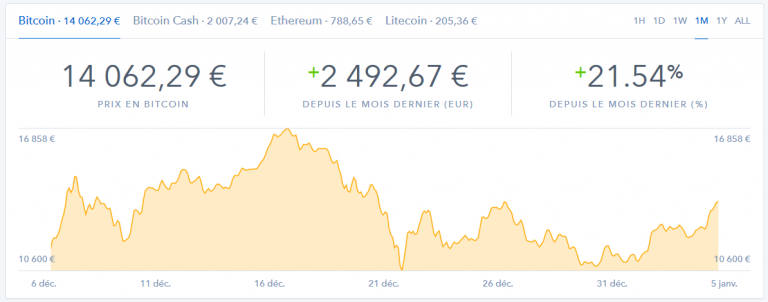 Bitcoin · 14 062,29 € Bitcoin Cash · 2 007,24 € Ethereum · 788,65 € Litecoin · 205,36 € 1H 1D 1W 1M 1Y ALL
14 062,29 € +2 492,67 € +21.54%
PRIX EN BITCOIN DEPUIS LE MOIS DERNIER (EUR) DEPUIS LE MOIS DERNIER (%)
16 858 € 16 858 €
10 600 € 10 600 €
6 déc. 11 déc. 16 déc. 21 déc. 26 déc. 31 déc. 5 janv.